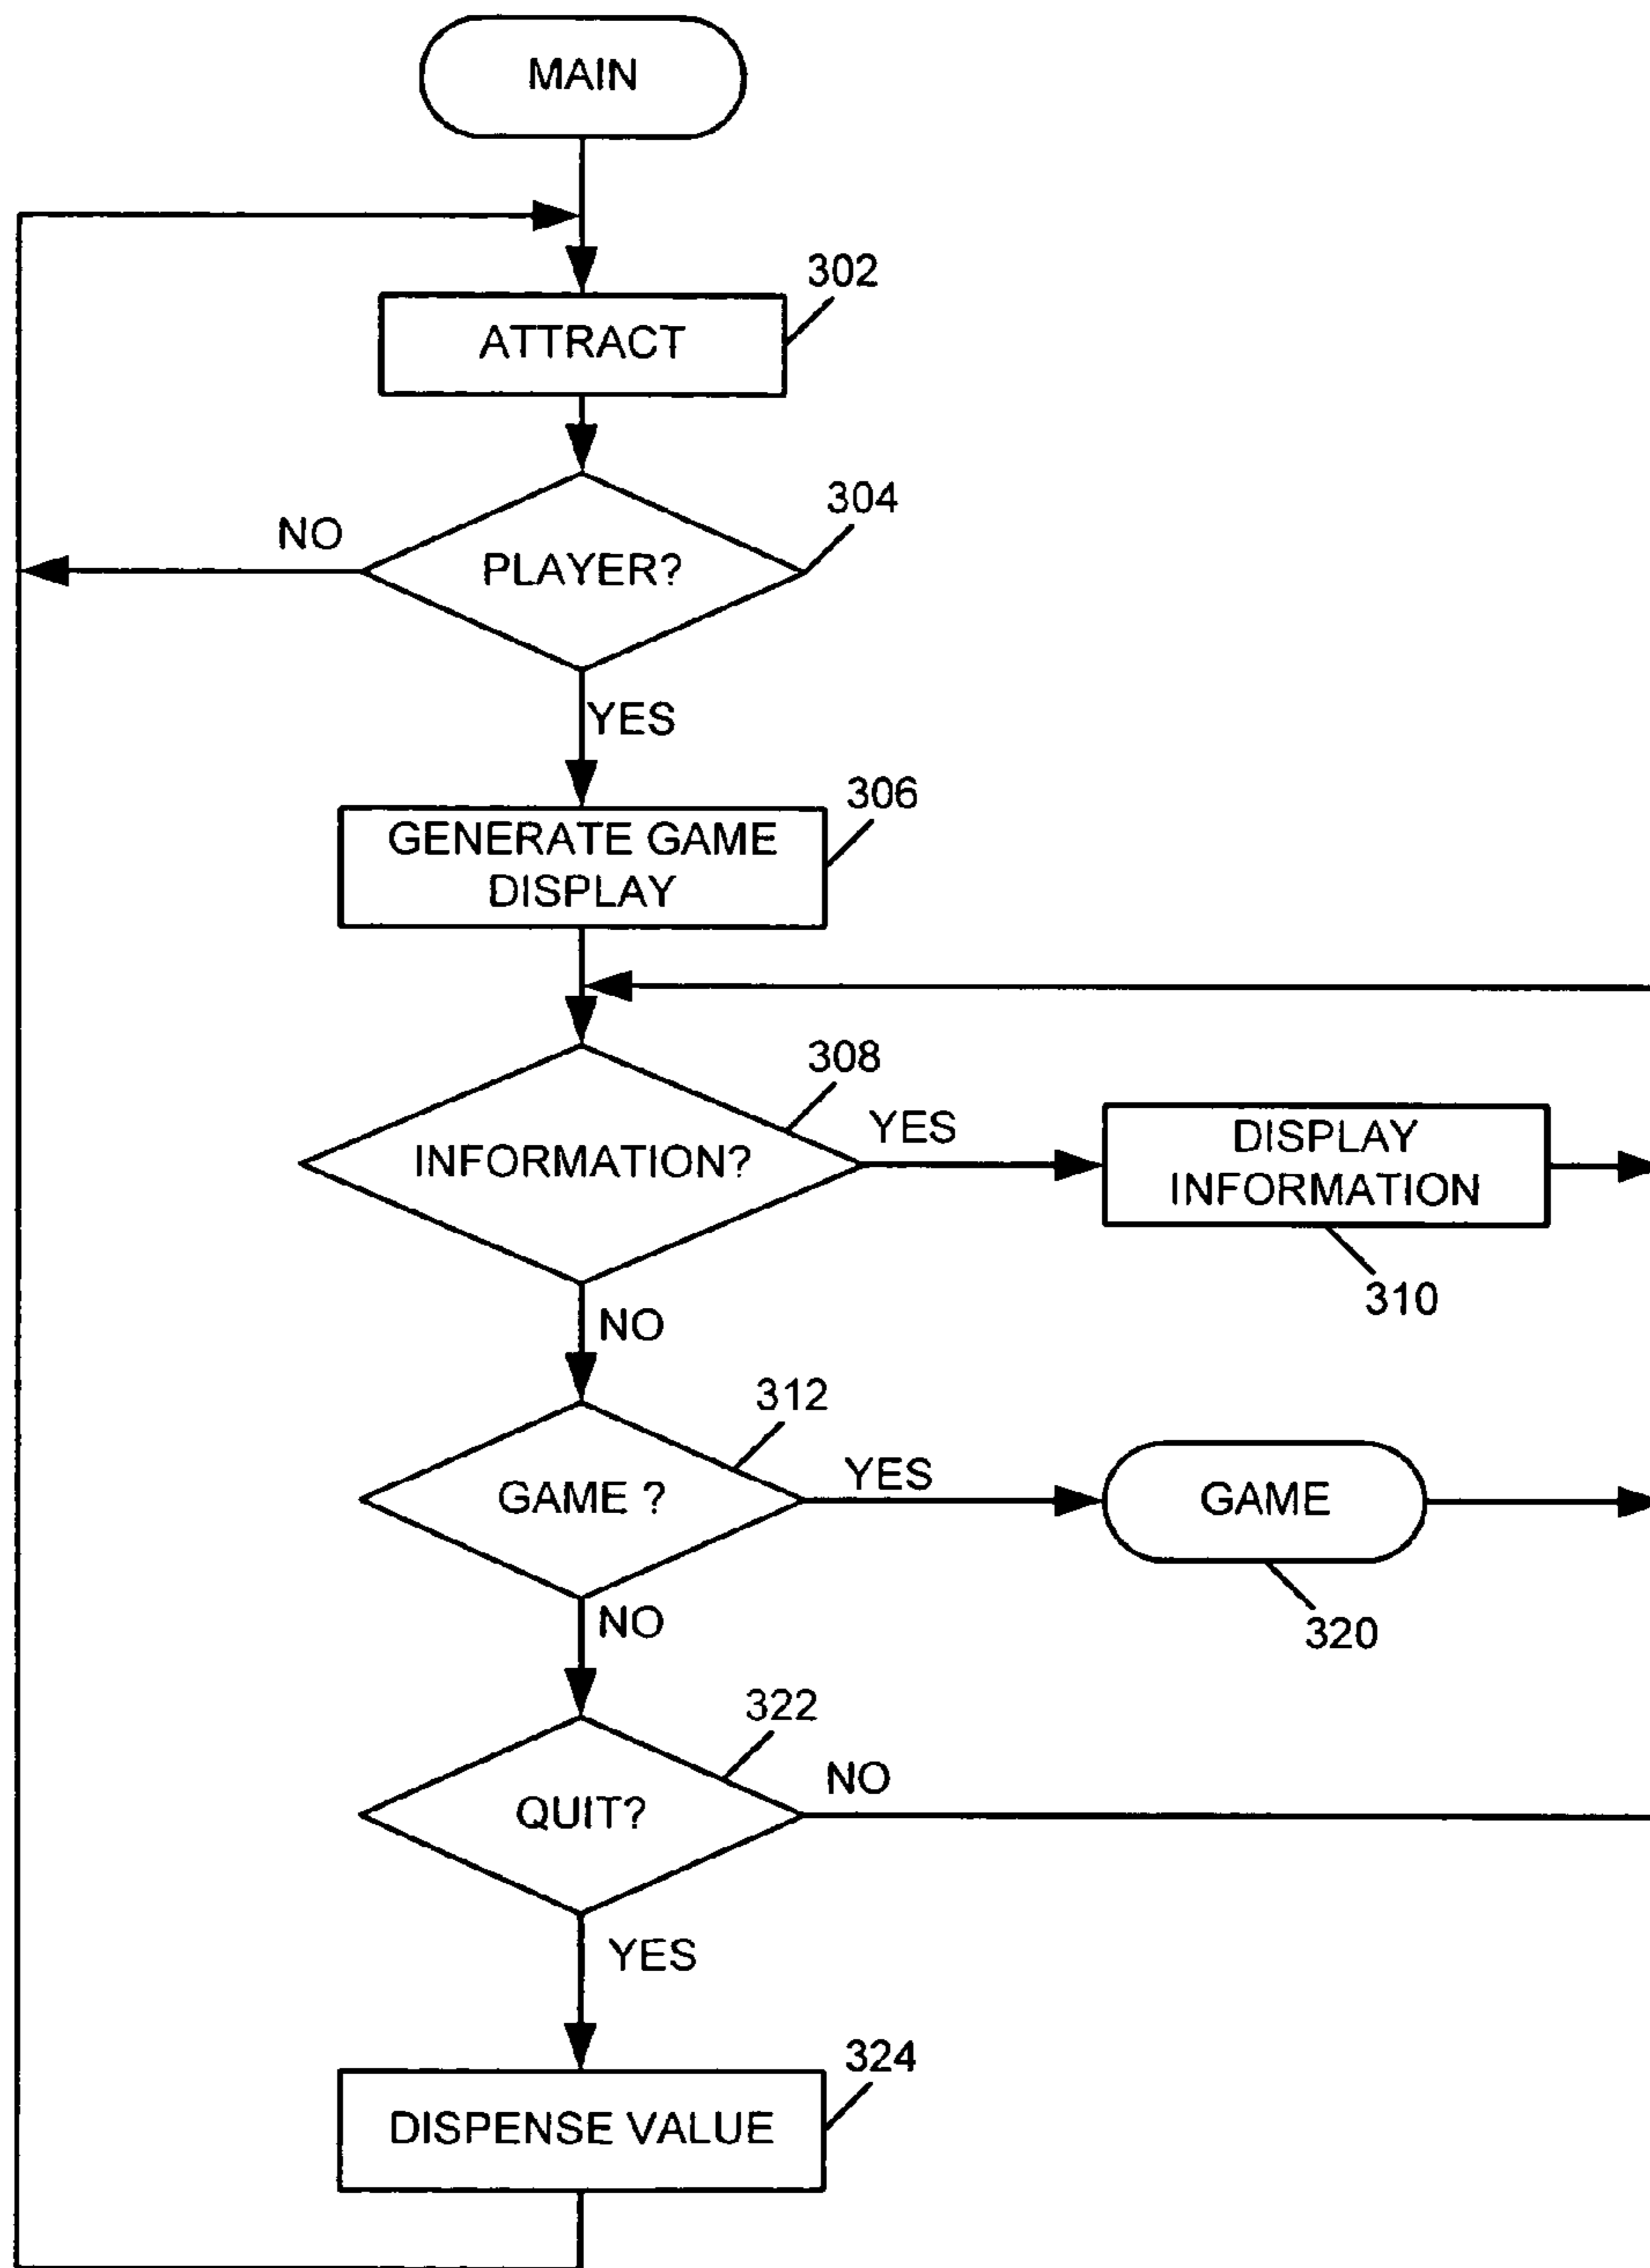 MAIN
302
ATTRACT
304
NO
PLAYER?
YES
306
GENERATE GAME
DISPLAY
308
YES
INFORMATION?
DISPLAY
INFORMATION
310
NO
312
YES
GAME ?
GAME
320
NO
322
NO
QUIT?
YES
324
DISPENSE VALUE